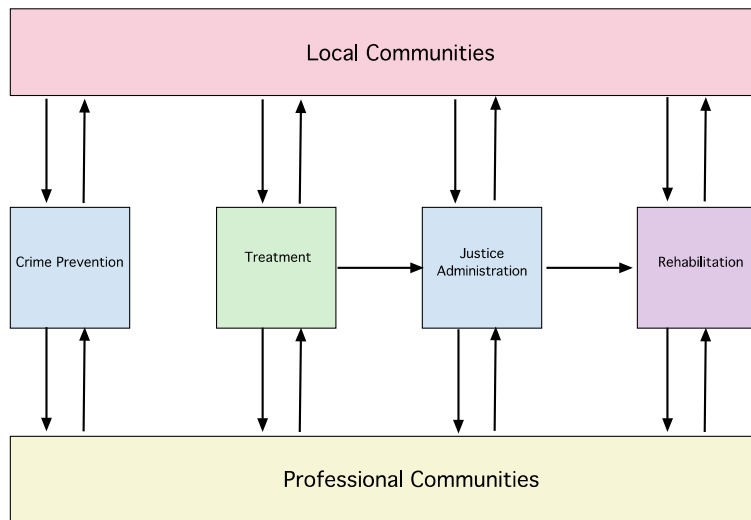 Local Communities
Crime Prevention
Treatment
Justice
Administration
Rehabilitation
Professional Communities